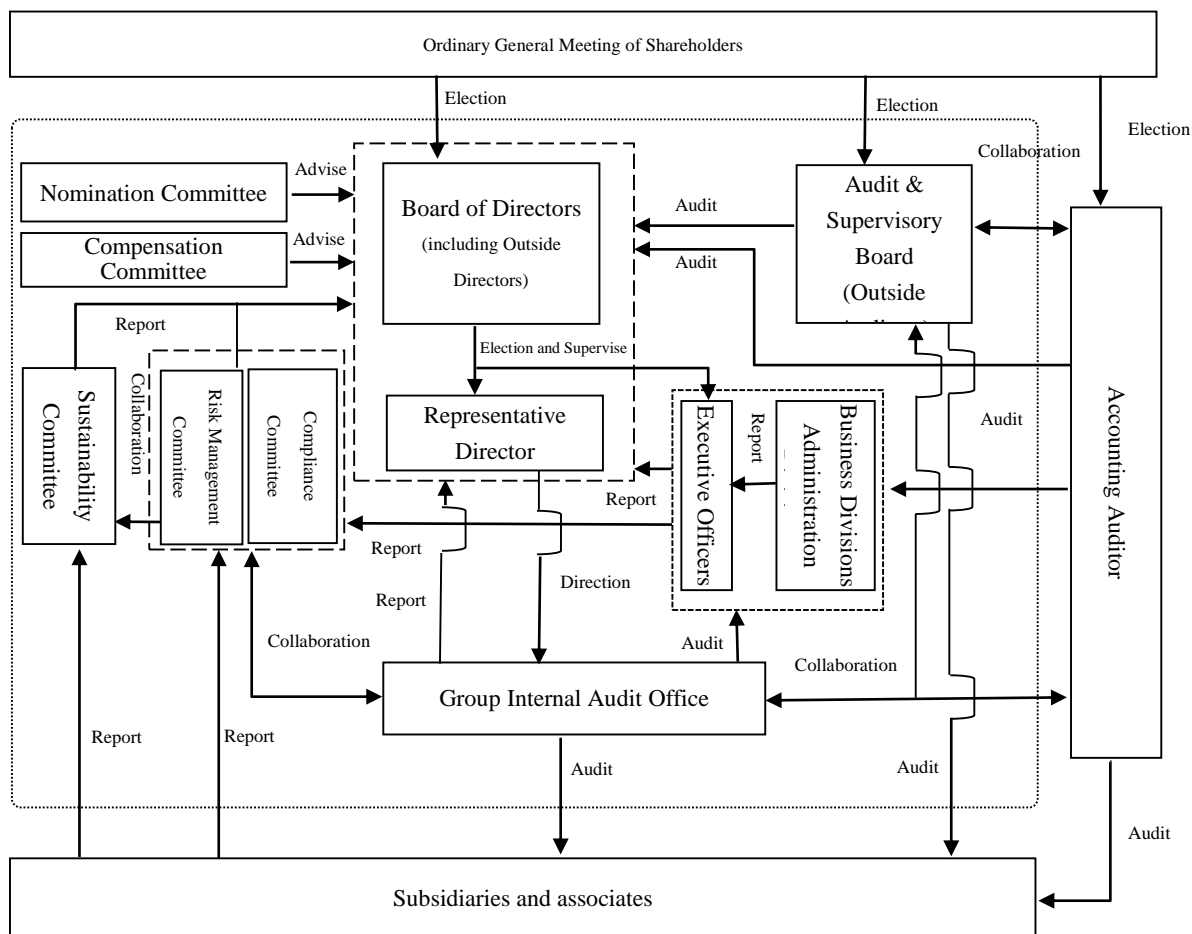 Ordinary General Meeting of Shareholders
Election
Election
Election
Collaboration
Nomination Committee
Advise
Compensation
Committee
Advise
Board of Directors
(including Outside
Directors)
Audit
Audit
Audit &
Supervisory
Board
(Outside
Report
Election and Supervise
Representative
Director
Sustainability
Committee
Collaboration
Risk Management
Committee
Compliance
Committee
Executive Officers
Report
Business Divisions
Administration
Audit
Accounting Auditor
Report
Report
Report
Direction
Collaboration
Audit
Collaboration
Group Internal Audit Office
Report
Report
Audit
Audit
Audit
Subsidiaries and associates